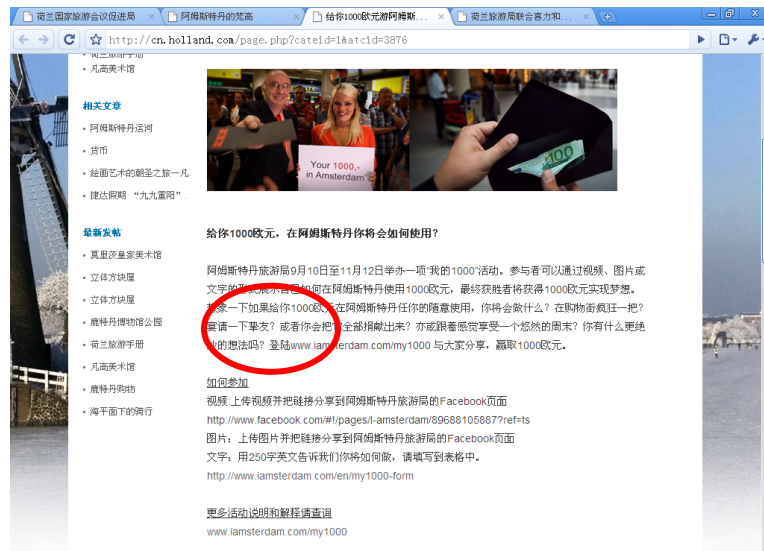 荷兰国家旅游会议促进局
阿姆斯特丹的梵高
给你1000欧元游阿姆斯...
荷兰旅游局联合喜力和...
http://cn.holland.com/page.php?cateid=1&atcid=3876
荷兰旅游手册
凡高美术馆
相关文章
阿姆斯特丹运河
货币
绘画艺术的朝圣之旅—凡.
捷达假期 “九九重阳”.
最新发帖
莫里茨皇家美术馆
立体方块屋
立体方块屋
鹿特丹博物馆公园
荷兰旅游手册
凡高美术馆
鹿特丹购物
海平面下的骑行
Your 1000,-
in Amsterdam
100
给你1000欧元，在阿姆斯特丹你将会如何使用？
阿姆斯特丹旅游局9月10日至11月12日举办一项“我的1000”活动。参与者可以通过视频、图片或
文字的形式展示自己如何在阿姆斯特丹使用1000欧元，最终获胜者将获得1000欧元实现梦想。
想象一下如果给你1000欧元在阿姆斯特丹任你的随意使用，你将会做什么？在购物街疯狂一把？
宴请一下挚友？或者你会把它全部捐献出来？亦或跟着感觉享受一个悠然的周末？你有什么更绝
妙的想法吗？登陆www.iamsterdam.com/my1000 与大家分享，赢取1000欧元。
如何参加
视频:上传视频并把链接分享到阿姆斯特丹旅游局的Facebook页面
http://www.facebook.com/#!/pages/I-amsterdam/89688105887?ref=ts
图片：上传图片并把链接分享到阿姆斯特丹旅游局的Facebook页面
文字：用250字英文告诉我们你将如何做，请填写到表格中。
http://www.iamsterdam.com/en/my1000-form
更多活动说明和解释请查询
www.iamsterdam.com/my1000